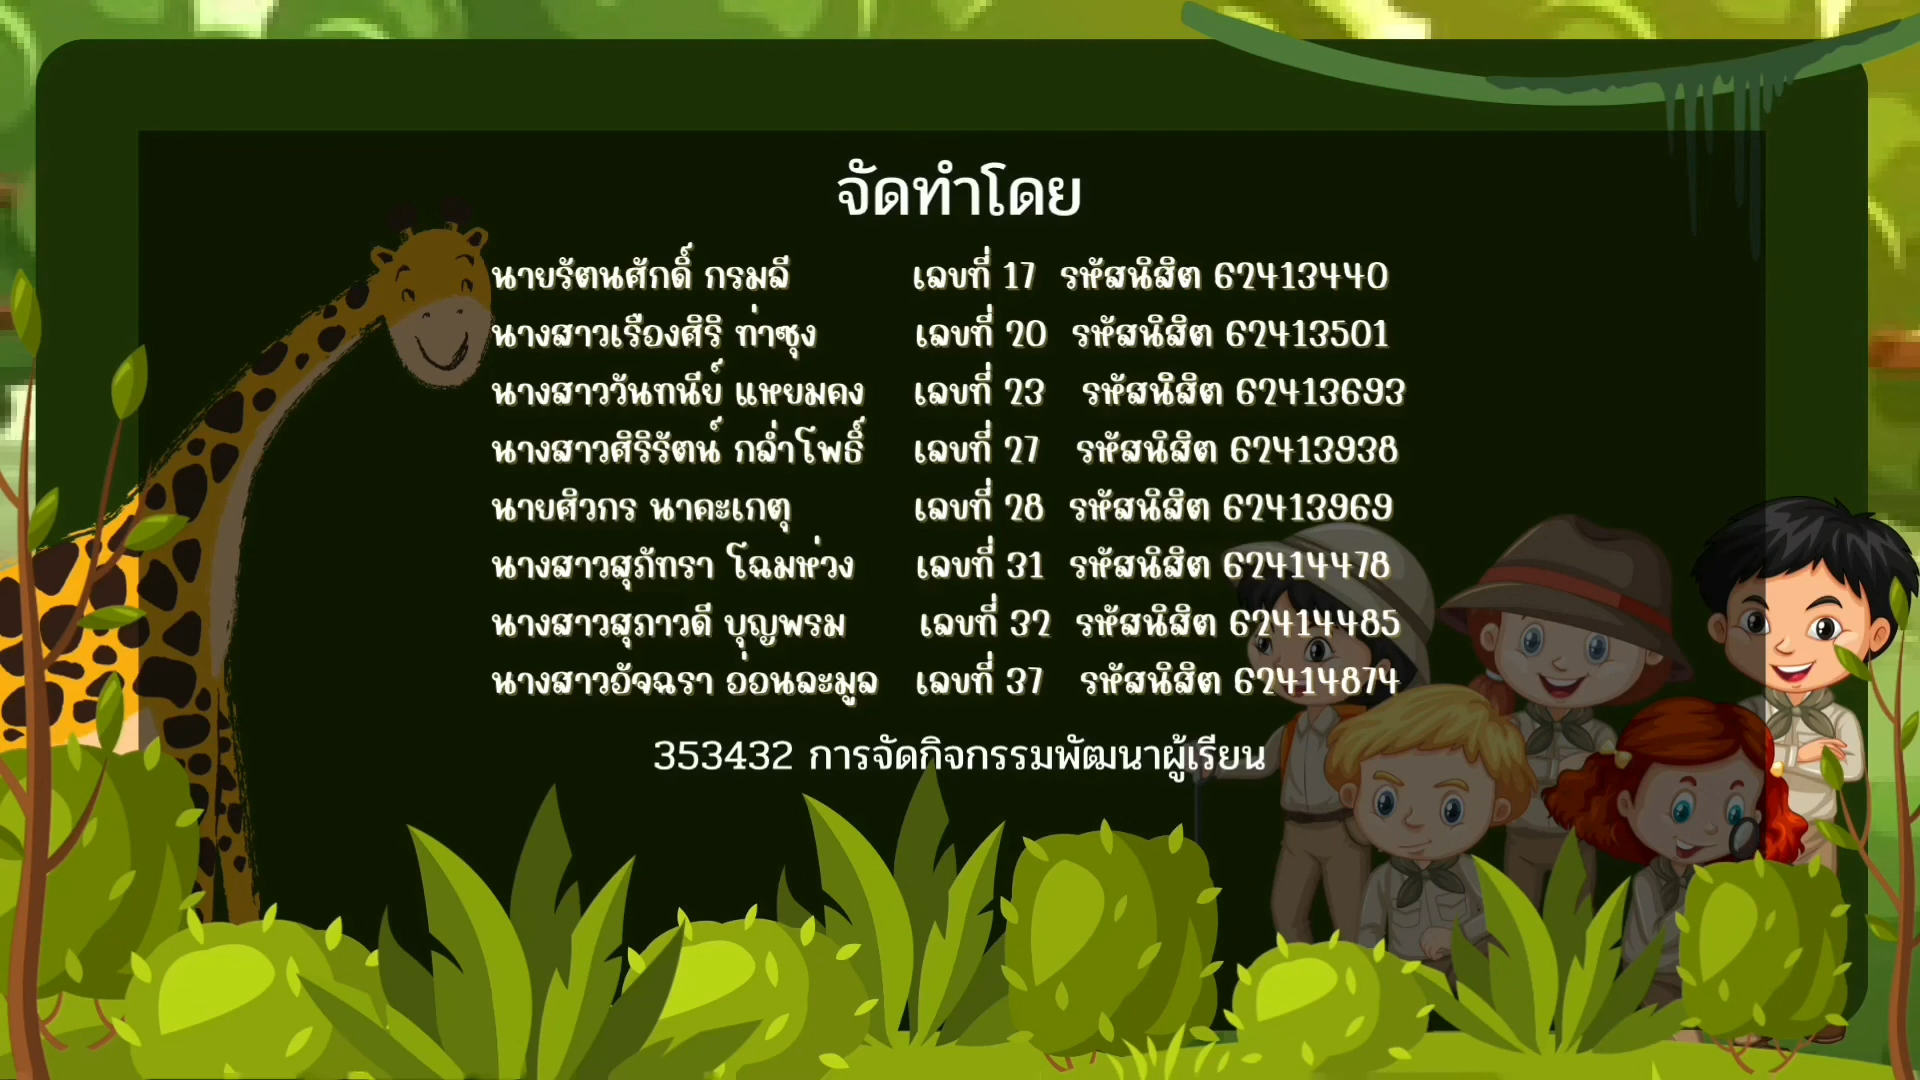 จัดทำโดย
นายรัตนศักดิ์ กรมลี เลขที่ 17 รหัสนิสิต 62413440
นางสาวเรืองศิริ ท่าซุง เลขที่ 20 รหัสนิสิต 62413501
นางสาววันทนีย์ แหยมคง เลขที่ 23 รหัสนิสิต 62413693
นางสาวศิริรัตน์ กล่ำโพธิ์ เลขที่ 27 รหัสนิสิต 62413938
นายศิวกร นาคะเกตุ เลขที่ 28 รหัสนิสิต 62413969
นางสาวสุภัทรา โฉมห่วง เลขที่ 31 รหัสนิสิต 62414478
นางสาวสุภาวดี บุญพรม เลขที่ 32 รหัสนิสิต 62414485
นางสาวอัจฉรา อ่อนละมูล เลขที่ 37 รหัสนิสิต 62414874
353432 การจัดกิจกรรมพัฒนาผู้เรียน